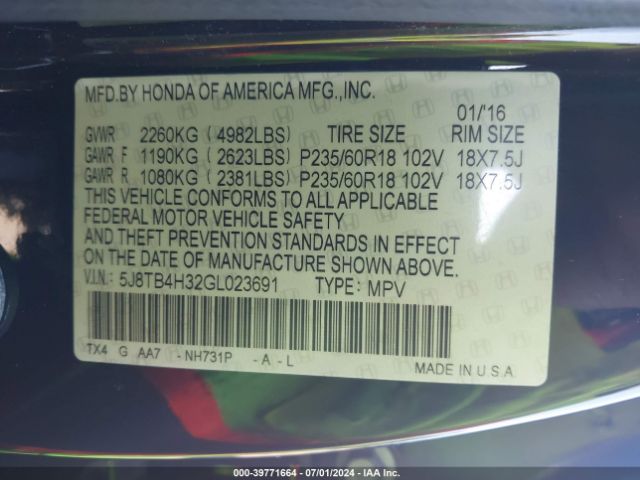 MFD.BY HONDA OF AMERICA MFG.,INC.
01/'16
GVWR 2260KG ( 4982LBS) TIRE SIZE RIM SIZE
GAWR F 1190KG ( 2623LBS) P235/60R18 102V 18X7.5J
GAWR R 1080KG ( 2381LBS) P235/60R18 102V 18X7.5J
THIS VEHICLE CONFORMS TO ALL APPLICABLE
FEDERAL MOTOR VEHICLE SAFETY
AND THEFT PREVENTION STANDARDS IN EFFECT
ON THE DATE OF MANUFACTURE SHOWN ABOVE.
V.I.N.: 5J8TB4H32GL023691 TYPE: MPV
TX4 G AA7 - NH731P - A - L
MADE IN U.S.A.
000-39771664 - 07/01/2024 - IAA Inc.